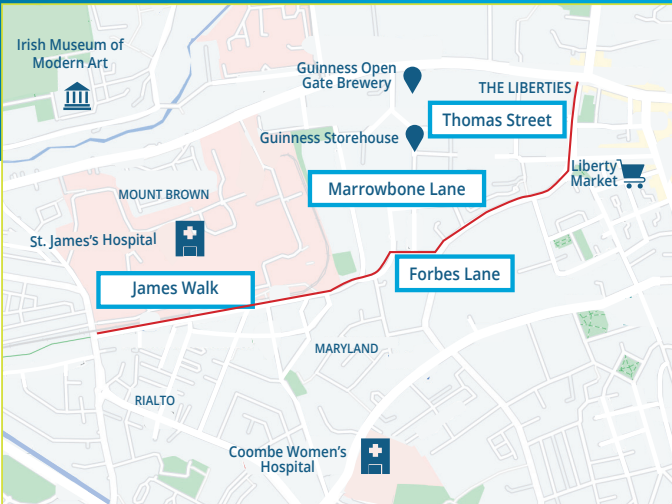 Irish Museum of
Modern Art
Guinness Open
Gate Brewery
THE LIBERTIES
Thomas Street
Guinness Storehouse
Liberty
Market
Marrowbone Lane
MOUNT BROWN
St. James's Hospital
Forbes Lane
James Walk
MARYLAND
RIALTO
Coombe Women's
Hospital